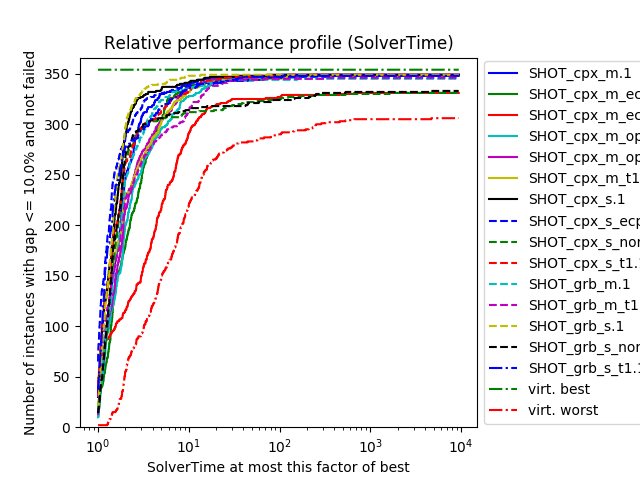 Relative performance profile (SolverTime)
Number of instances with gap <= 10.0% and not failed
350
300
250
200
150
100
50
0
10^0
10^1
10^2
10^3
10^4
SolverTime at most this factor of best
SHOT_cpx_m.1
SHOT_cpx_m_ec
SHOT_cpx_m_ec
SHOT_cpx_m_op
SHOT_cpx_m_op
SHOT_cpx_m_t1
SHOT_cpx_s.1
SHOT_cpx_s_ecp
SHOT_cpx_s_nor
SHOT_cpx_s_t1.1
SHOT_grb_m.1
SHOT_grb_m_t1
SHOT_grb_s.1
SHOT_grb_s_nor
SHOT_grb_s_t1.1
virt. best
virt. worst